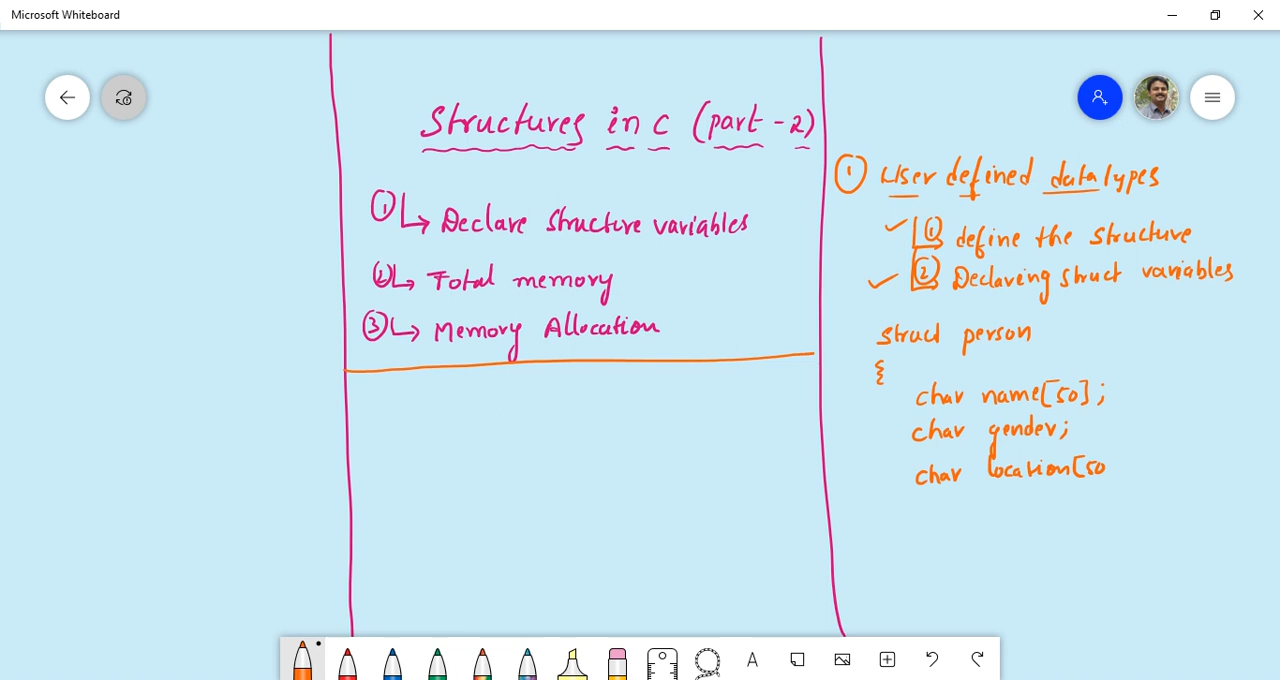 Microsoft Whiteboard
Structures in C (part - 2)
① ↳ Declare structure variables
② ↳ Total memory
③ ↳ Memory Allocation
① User defined datatypes
✓ ① define the structure
✓ ② Declaring struct variables
struct person
{
char name[50];
char gender;
char location[50